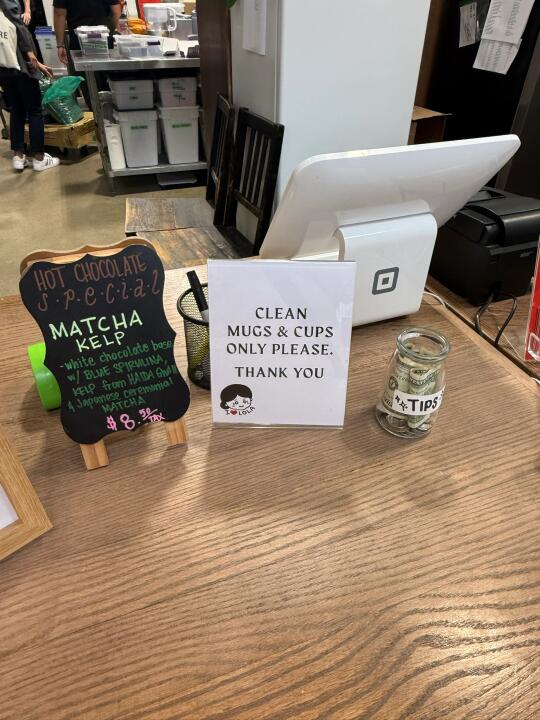 HOT CHOCOLATE
S.P.E.C.I.A.L
MATCHA
KELP
-white chocolate base
w/ BLUE SPIRULINA,
KELP from HAIDA GWAII
& Japanese ceremonial
MATCHA
$8.50
+TAX
CLEAN
MUGS & CUPS
ONLY PLEASE.
THANK YOU
I LOLA
Tips